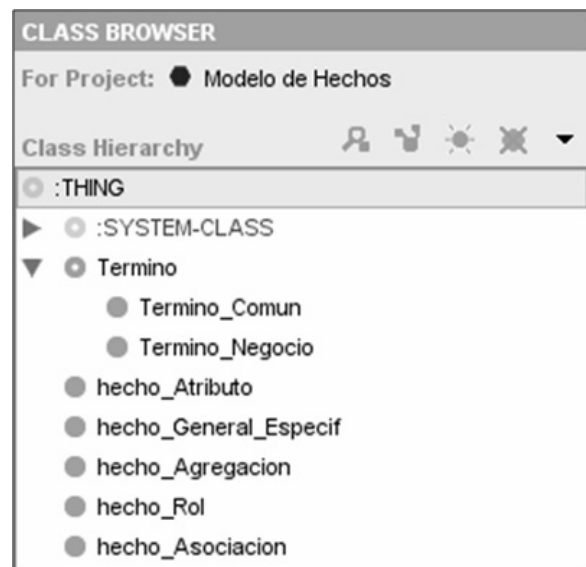 CLASS BROWSER
For Project: Modelo de Hechos
Class Hierarchy
:THING
:SYSTEM-CLASS
Termino
Termino_Comun
Termino_Negocio
hecho_Atributo
hecho_General_Especif
hecho_Agregacion
hecho_Rol
hecho_Asociacion